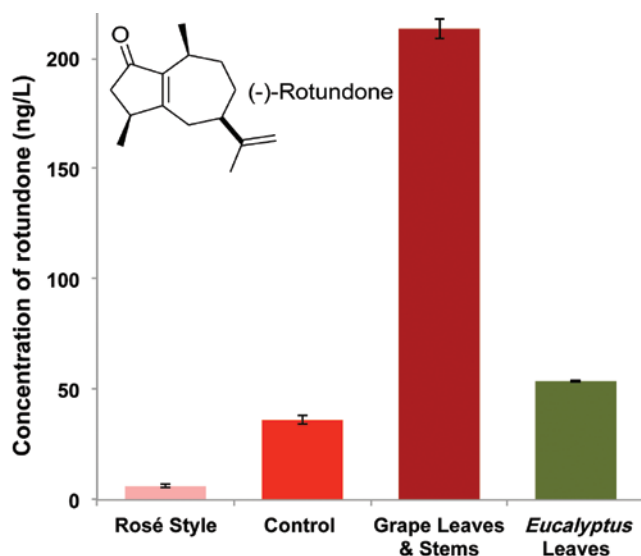 Concentration of rotundone (ng/L)
200
150
100
50
0
O
(-)-Rotundone
Rosé Style
Control
Grape Leaves
& Stems
Eucalyptus
Leaves